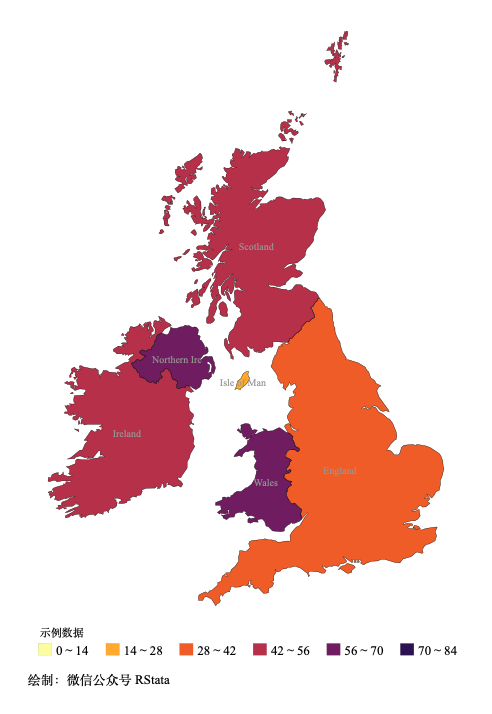 Scotland
Northern Ire
Isle of Man
Ireland
Wales
England
示例数据
0 ~ 14 14 ~ 28 28 ~ 42 42 ~ 56 56 ~ 70 70 ~ 84
绘制：微信公众号 RStata